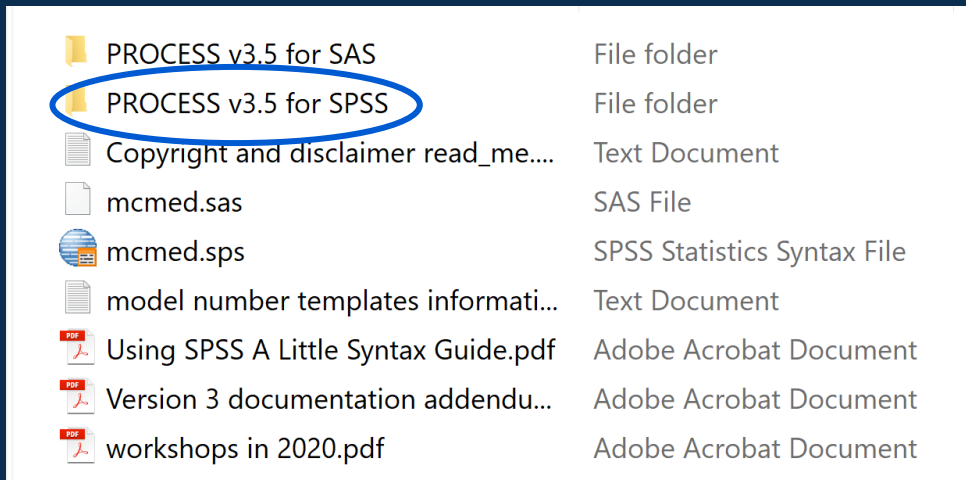 PROCESS v3.5 for SAS File folder
PROCESS v3.5 for SPSS File folder
Copyright and disclaimer read_me.... Text Document
mcmed.sas SAS File
mcmed.sps SPSS Statistics Syntax File
model number templates informati... Text Document
PDF Using SPSS A Little Syntax Guide.pdf Adobe Acrobat Document
PDF Version 3 documentation addendu... Adobe Acrobat Document
PDF workshops in 2020.pdf Adobe Acrobat Document